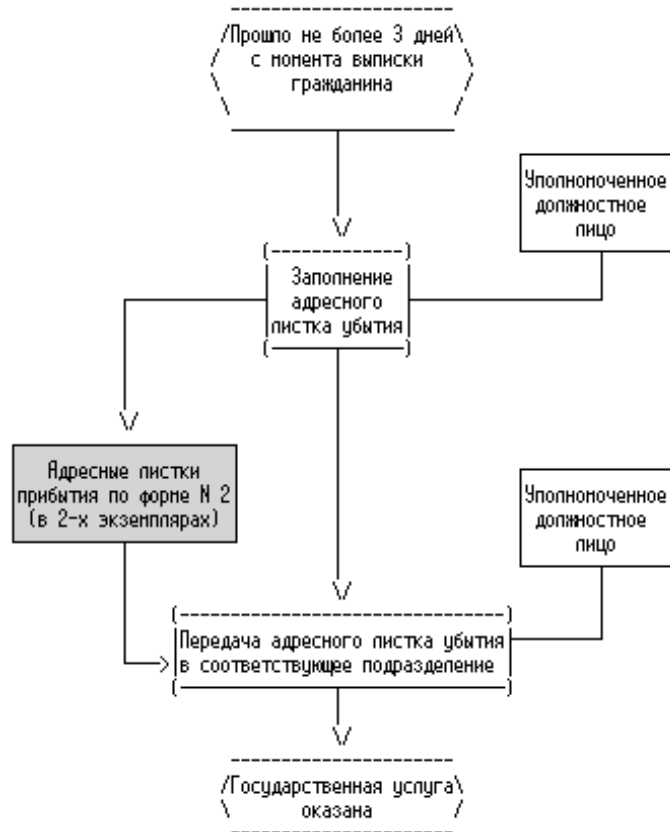 Прошло не более 3 дней
с момента выписки
гражданина
Уполномоченное
должностное
лицо
Заполнение
адресного
листка убытия
Адресные листки
прибытия по форме N 2
(в 2-х экземплярах)
Уполномоченное
должностное
лицо
Передача адресного листка убытия
в соответствующее подразделение
Государственная услуга
оказана